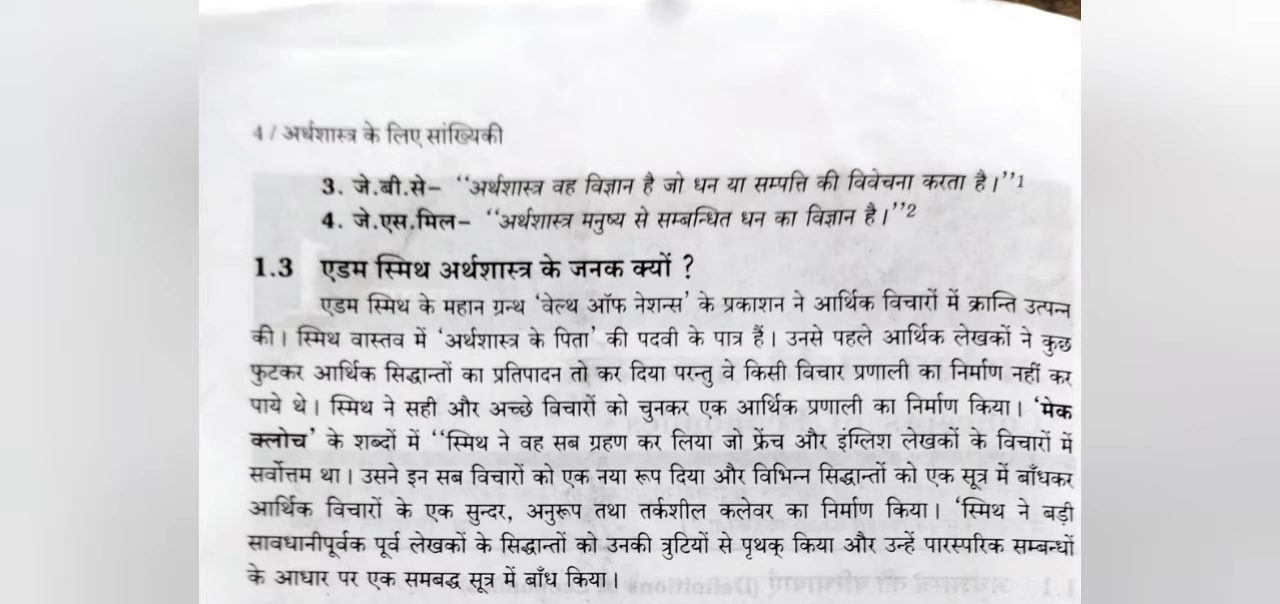 4 / अर्थशास्त्र के लिए सांख्यिकी
3. जे.बी.से– ‘‘अर्थशास्त्र वह विज्ञान है जो धन या सम्पत्ति की विवेचना करता है।’’1
4. जे.एस.मिल– ‘‘अर्थशास्त्र मनुष्य से सम्बन्धित धन का विज्ञान है।’’2
1.3 एडम स्मिथ अर्थशास्त्र के जनक क्यों ?
एडम स्मिथ के महान ग्रन्थ ‘वेल्थ ऑफ नेशन्स’ के प्रकाशन ने आर्थिक विचारों में क्रान्ति उत्पन्न
की। स्मिथ वास्तव में ‘अर्थशास्त्र के पिता’ की पदवी के पात्र हैं। उनसे पहले आर्थिक लेखकों ने कुछ
फुटकर आर्थिक सिद्धान्तों का प्रतिपादन तो कर दिया परन्तु वे किसी विचार प्रणाली का निर्माण नहीं कर
पाये थे। स्मिथ ने सही और अच्छे विचारों को चुनकर एक आर्थिक प्रणाली का निर्माण किया। ‘मेक
क्लोच’ के शब्दों में ‘‘स्मिथ ने वह सब ग्रहण कर लिया जो फ्रेंच और इंग्लिश लेखकों के विचारों में
सर्वोत्तम था। उसने इन सब विचारों को एक नया रूप दिया और विभिन्न सिद्धान्तों को एक सूत्र में बाँधकर
आर्थिक विचारों के एक सुन्दर, अनुरूप तथा तर्कशील कलेवर का निर्माण किया। ‘स्मिथ ने बड़ी
सावधानीपूर्वक पूर्व लेखकों के सिद्धान्तों को उनकी त्रुटियों से पृथक् किया और उन्हें पारस्परिक सम्बन्धों
के आधार पर एक समबद्ध सूत्र में बाँध किया।